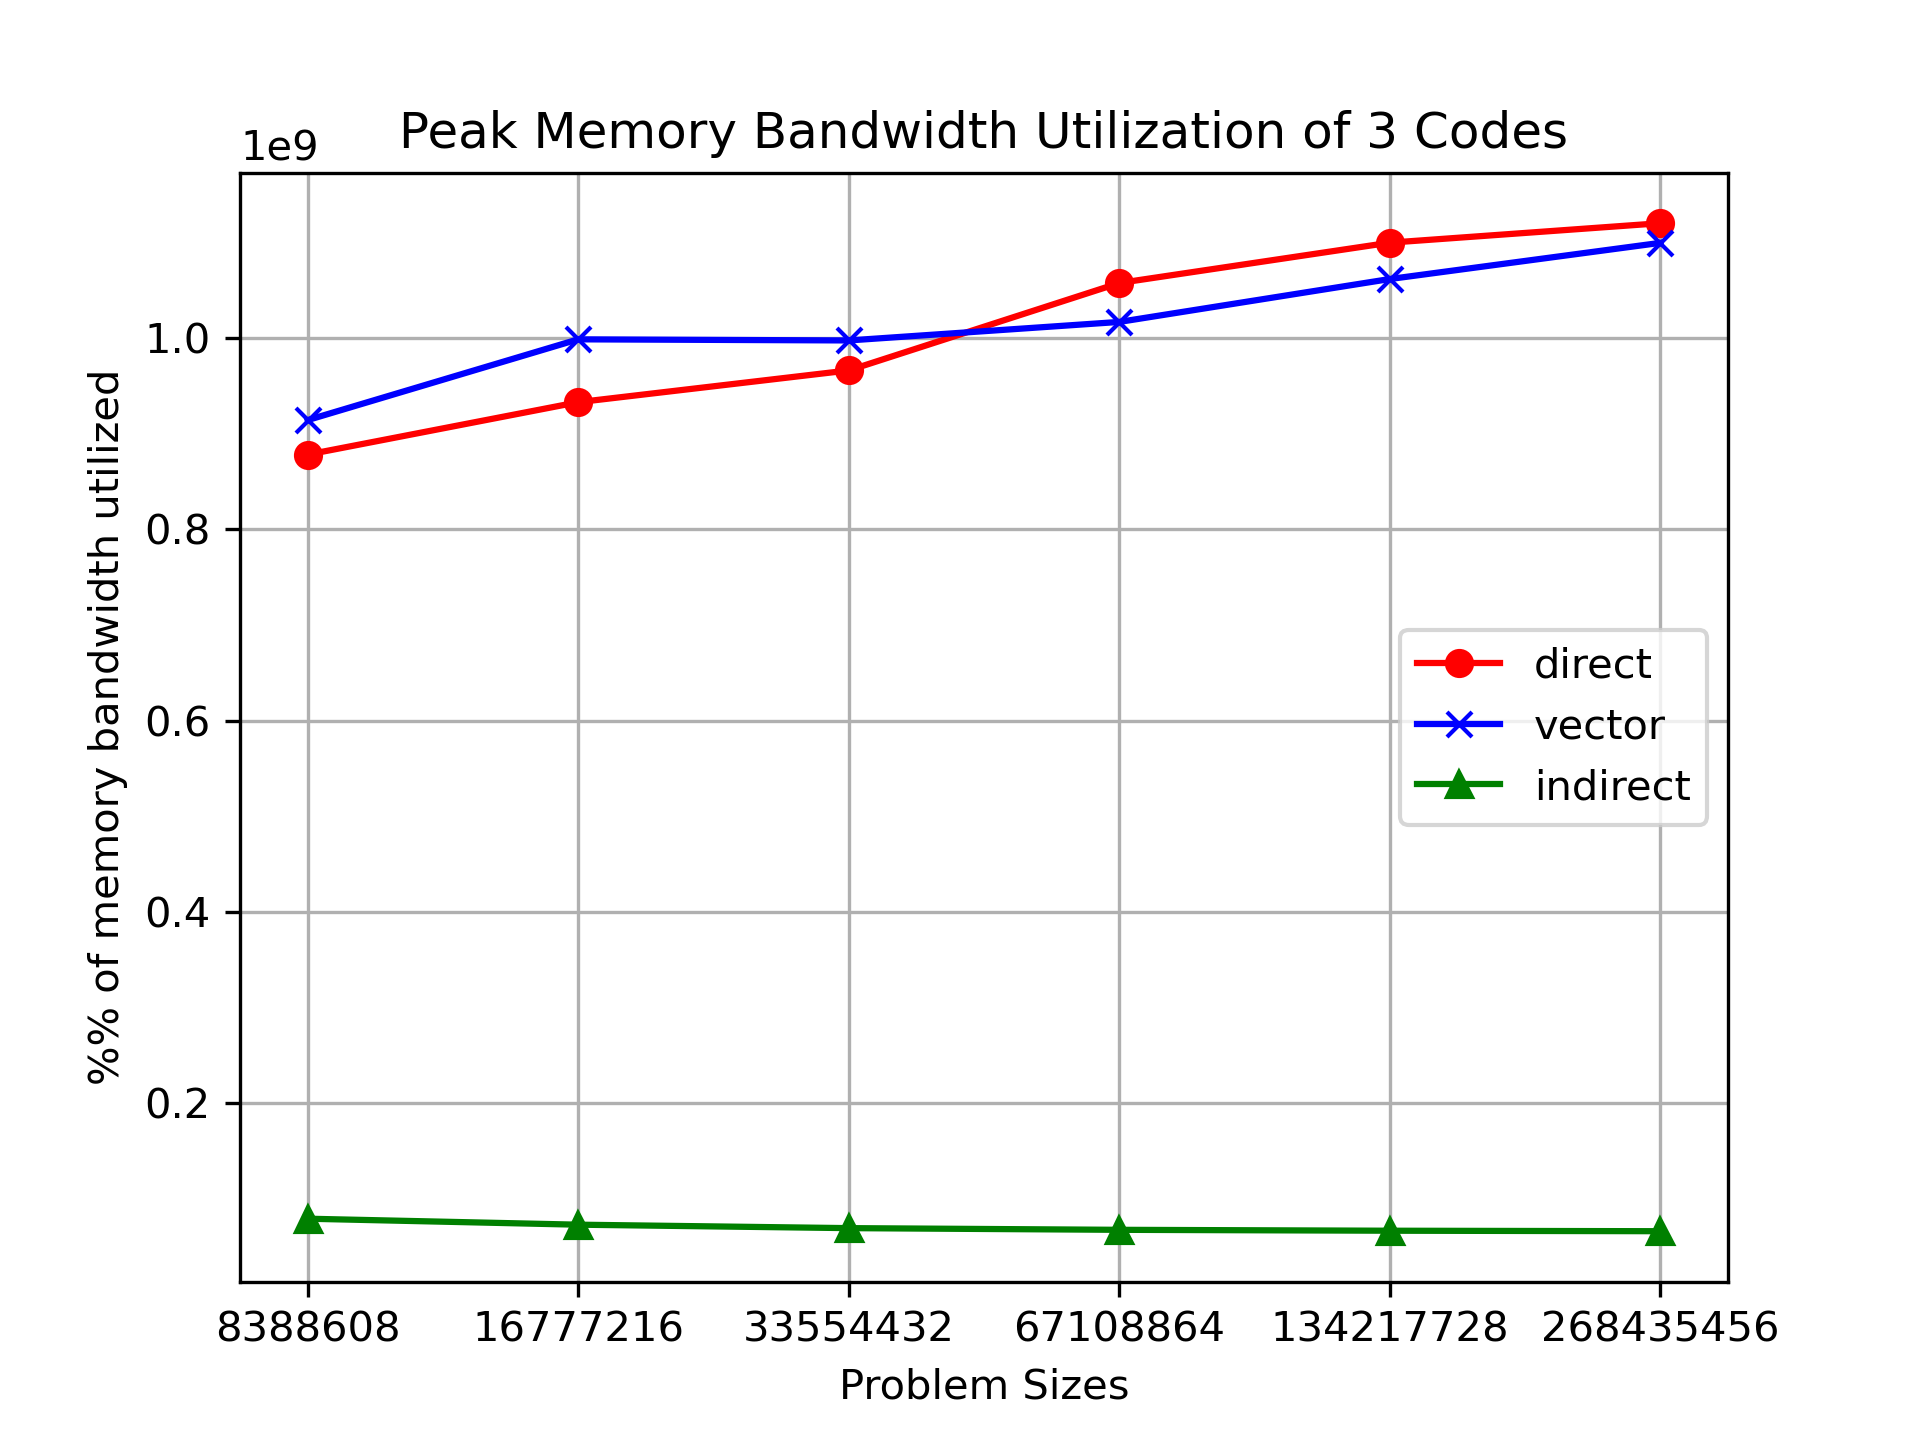 Peak Memory Bandwidth Utilization of 3 Codes
1e9
%% of memory bandwidth utilized
1.0
0.8
0.6
0.4
0.2
direct
vector
indirect
8388608 16777216 33554432 67108864 134217728 268435456
Problem Sizes